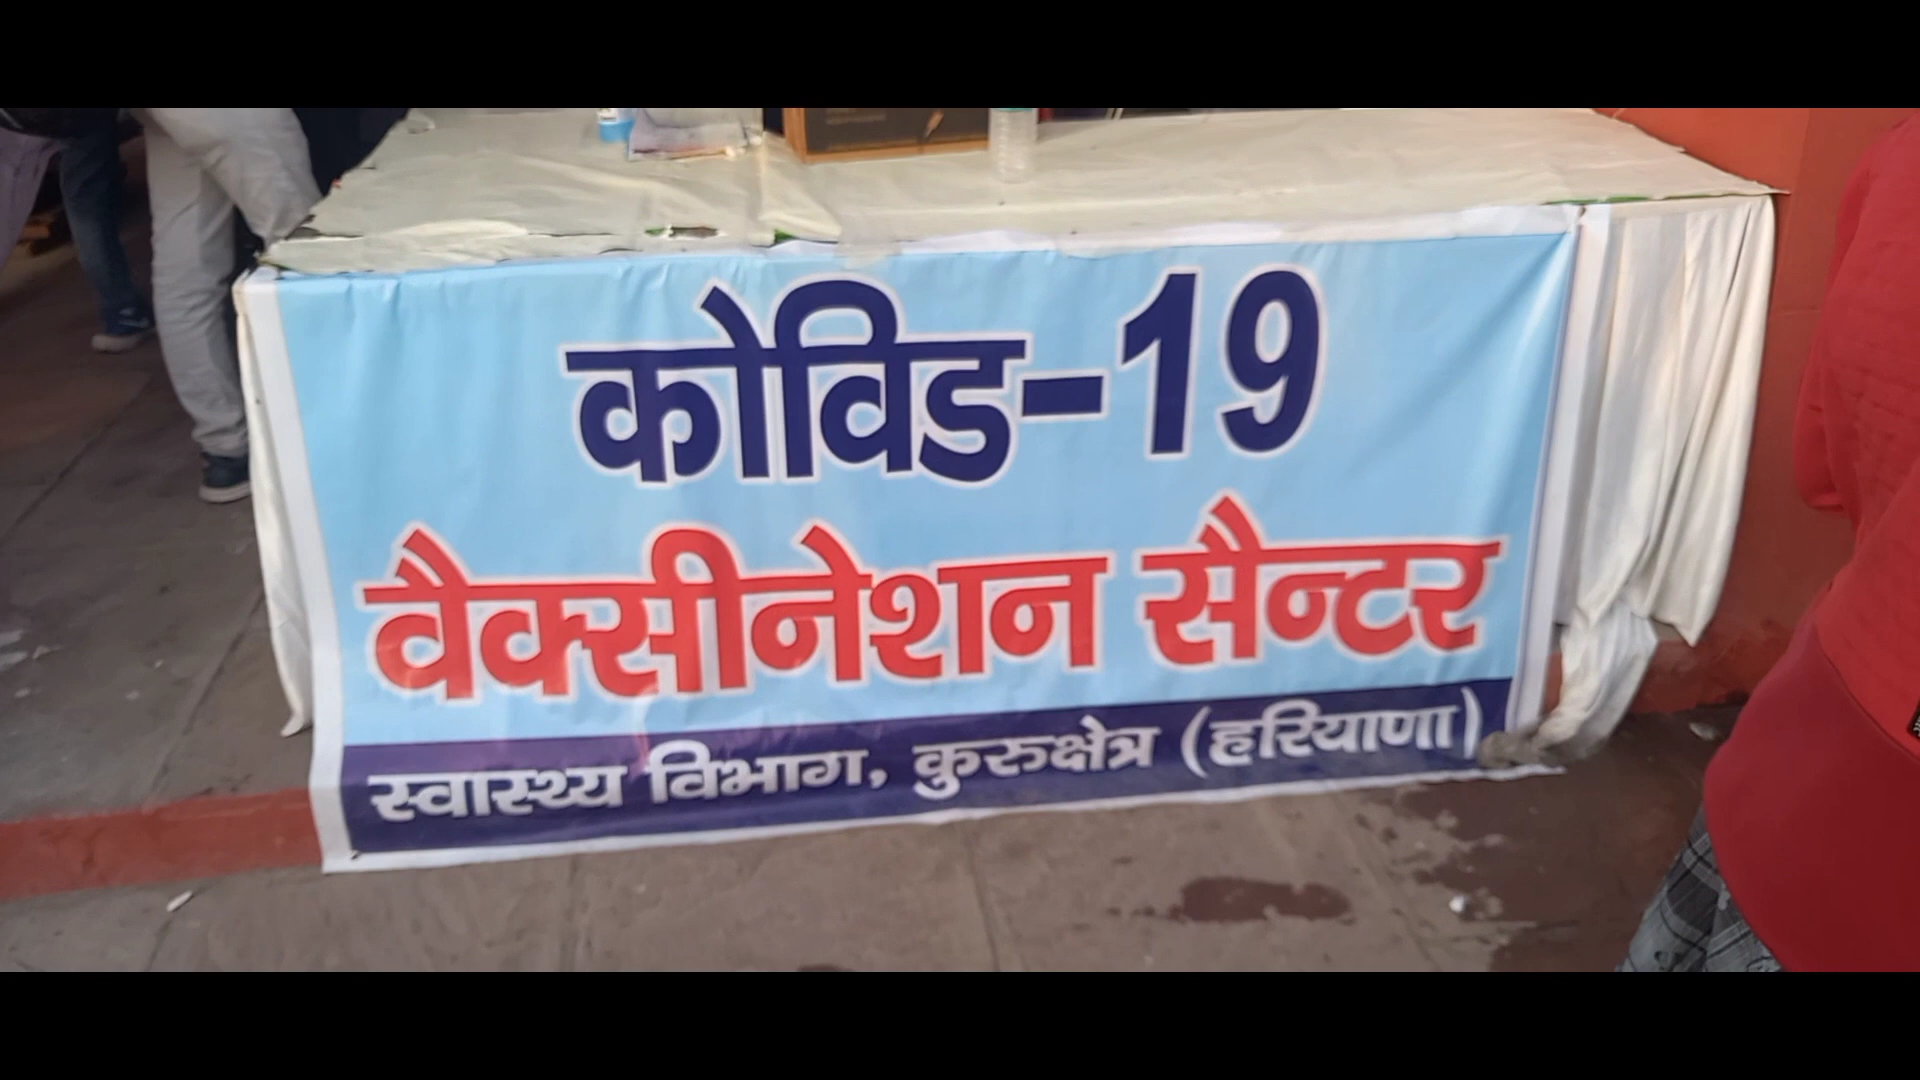 कोविड-19
वैक्सीनेशन सैन्टर
स्वास्थ्य विभाग, कुरुक्षेत्र (हरियाणा)